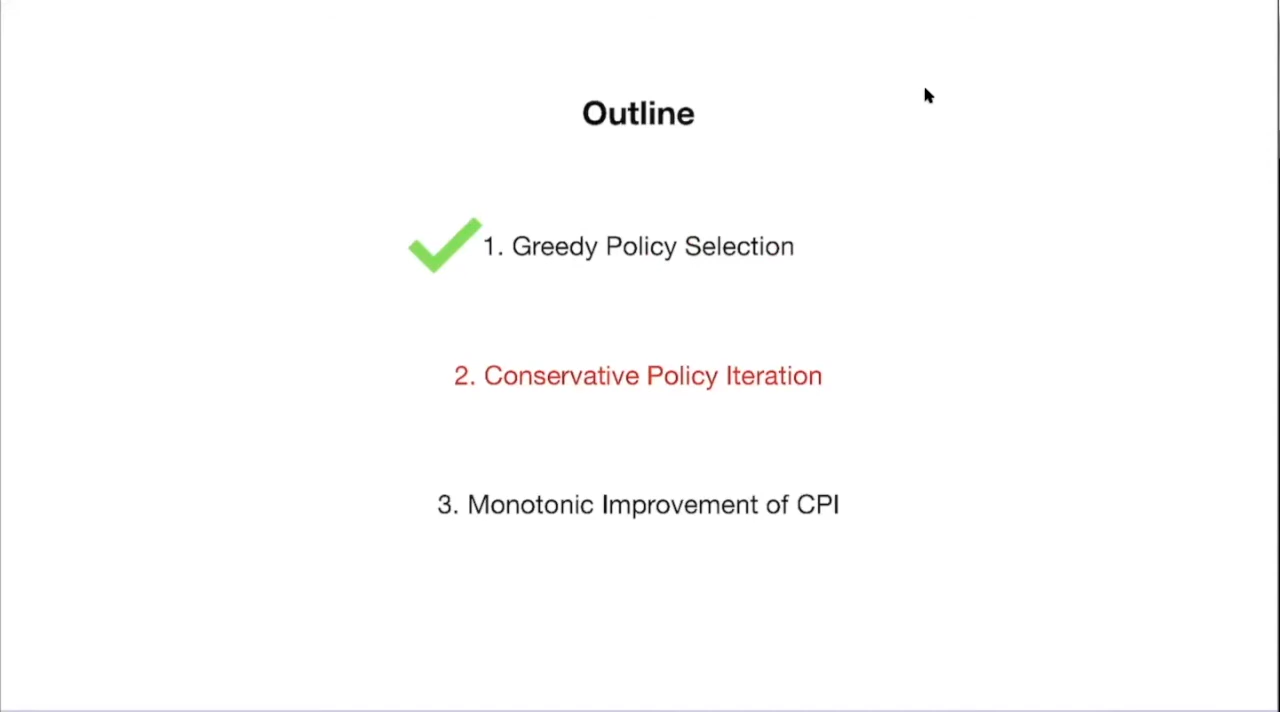 Outline
1. Greedy Policy Selection
2. Conservative Policy Iteration
3. Monotonic Improvement of CPI